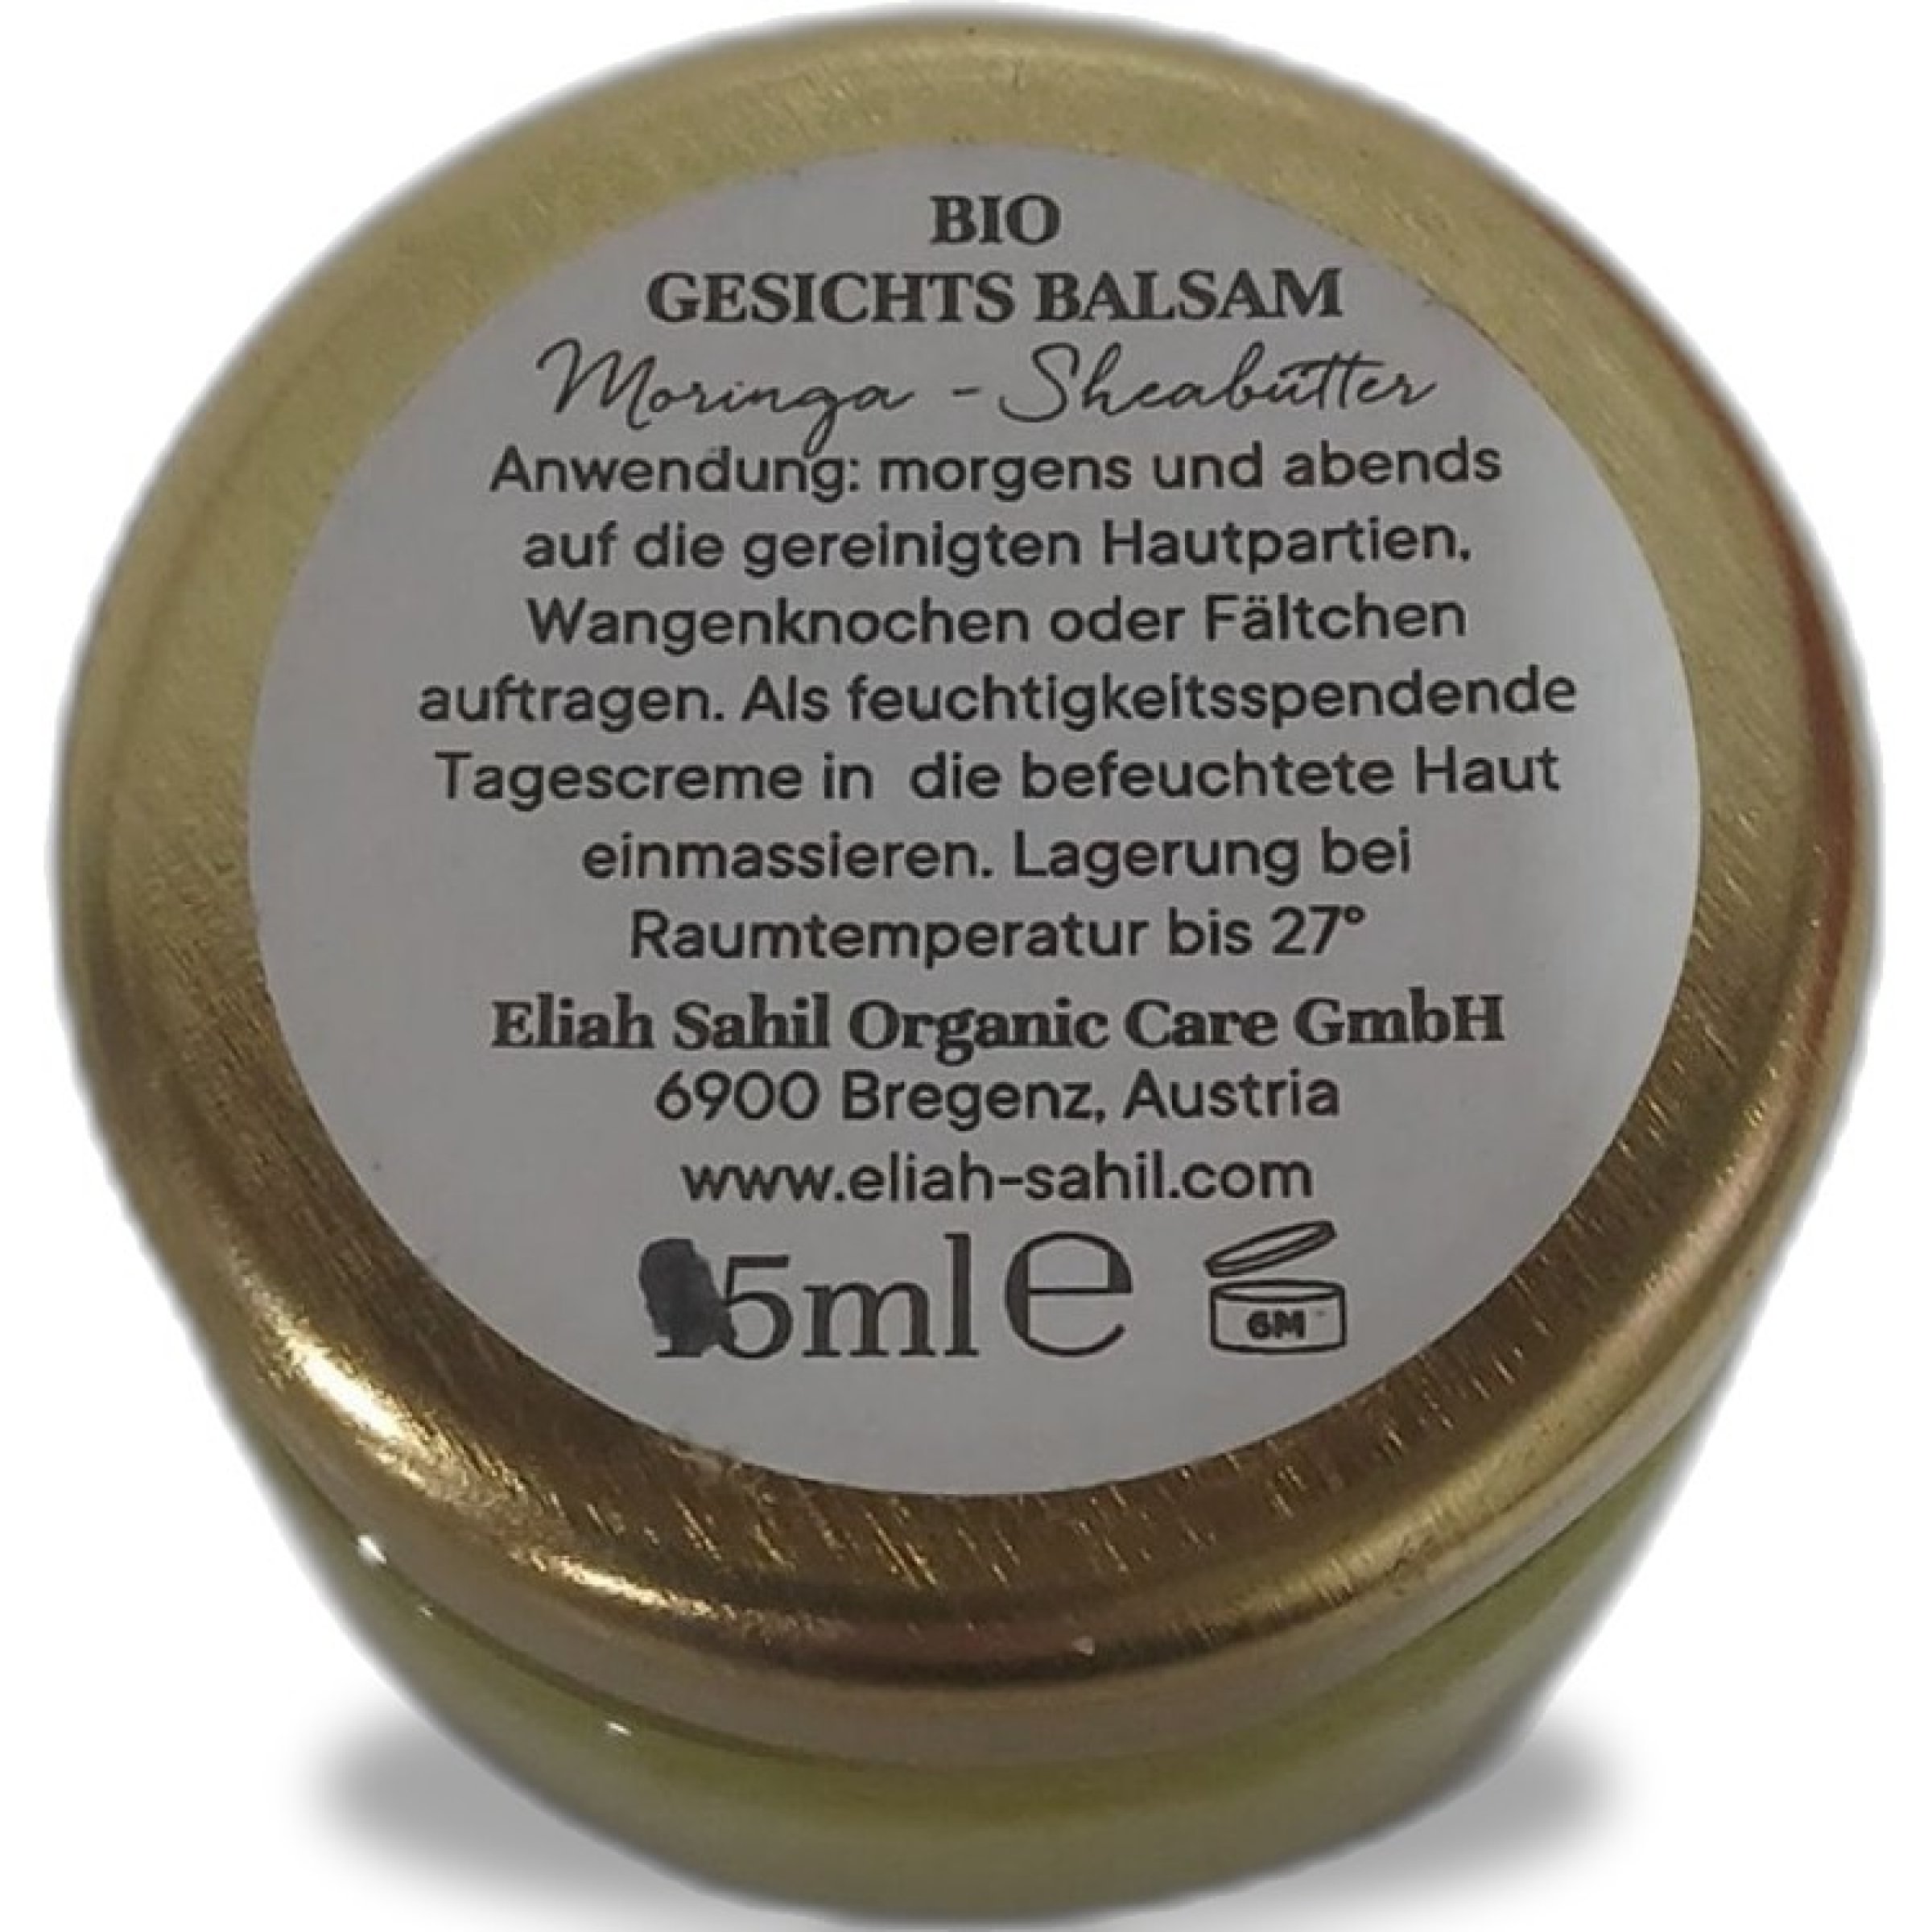 BIO
GESICHTS BALSAM
Moringa - Sheabutter
Anwendung: morgens und abends
auf die gereinigten Hautpartien,
Wangenknochen oder Fältchen
auftragen. Als feuchtigkeitsspendende
Tagescreme in die befeuchtete Haut
einmassieren. Lagerung bei
Raumtemperatur bis 27°
Eliah Sahil Organic Care GmbH
6900 Bregenz, Austria
www.eliah-sahil.com
5ml e 6M